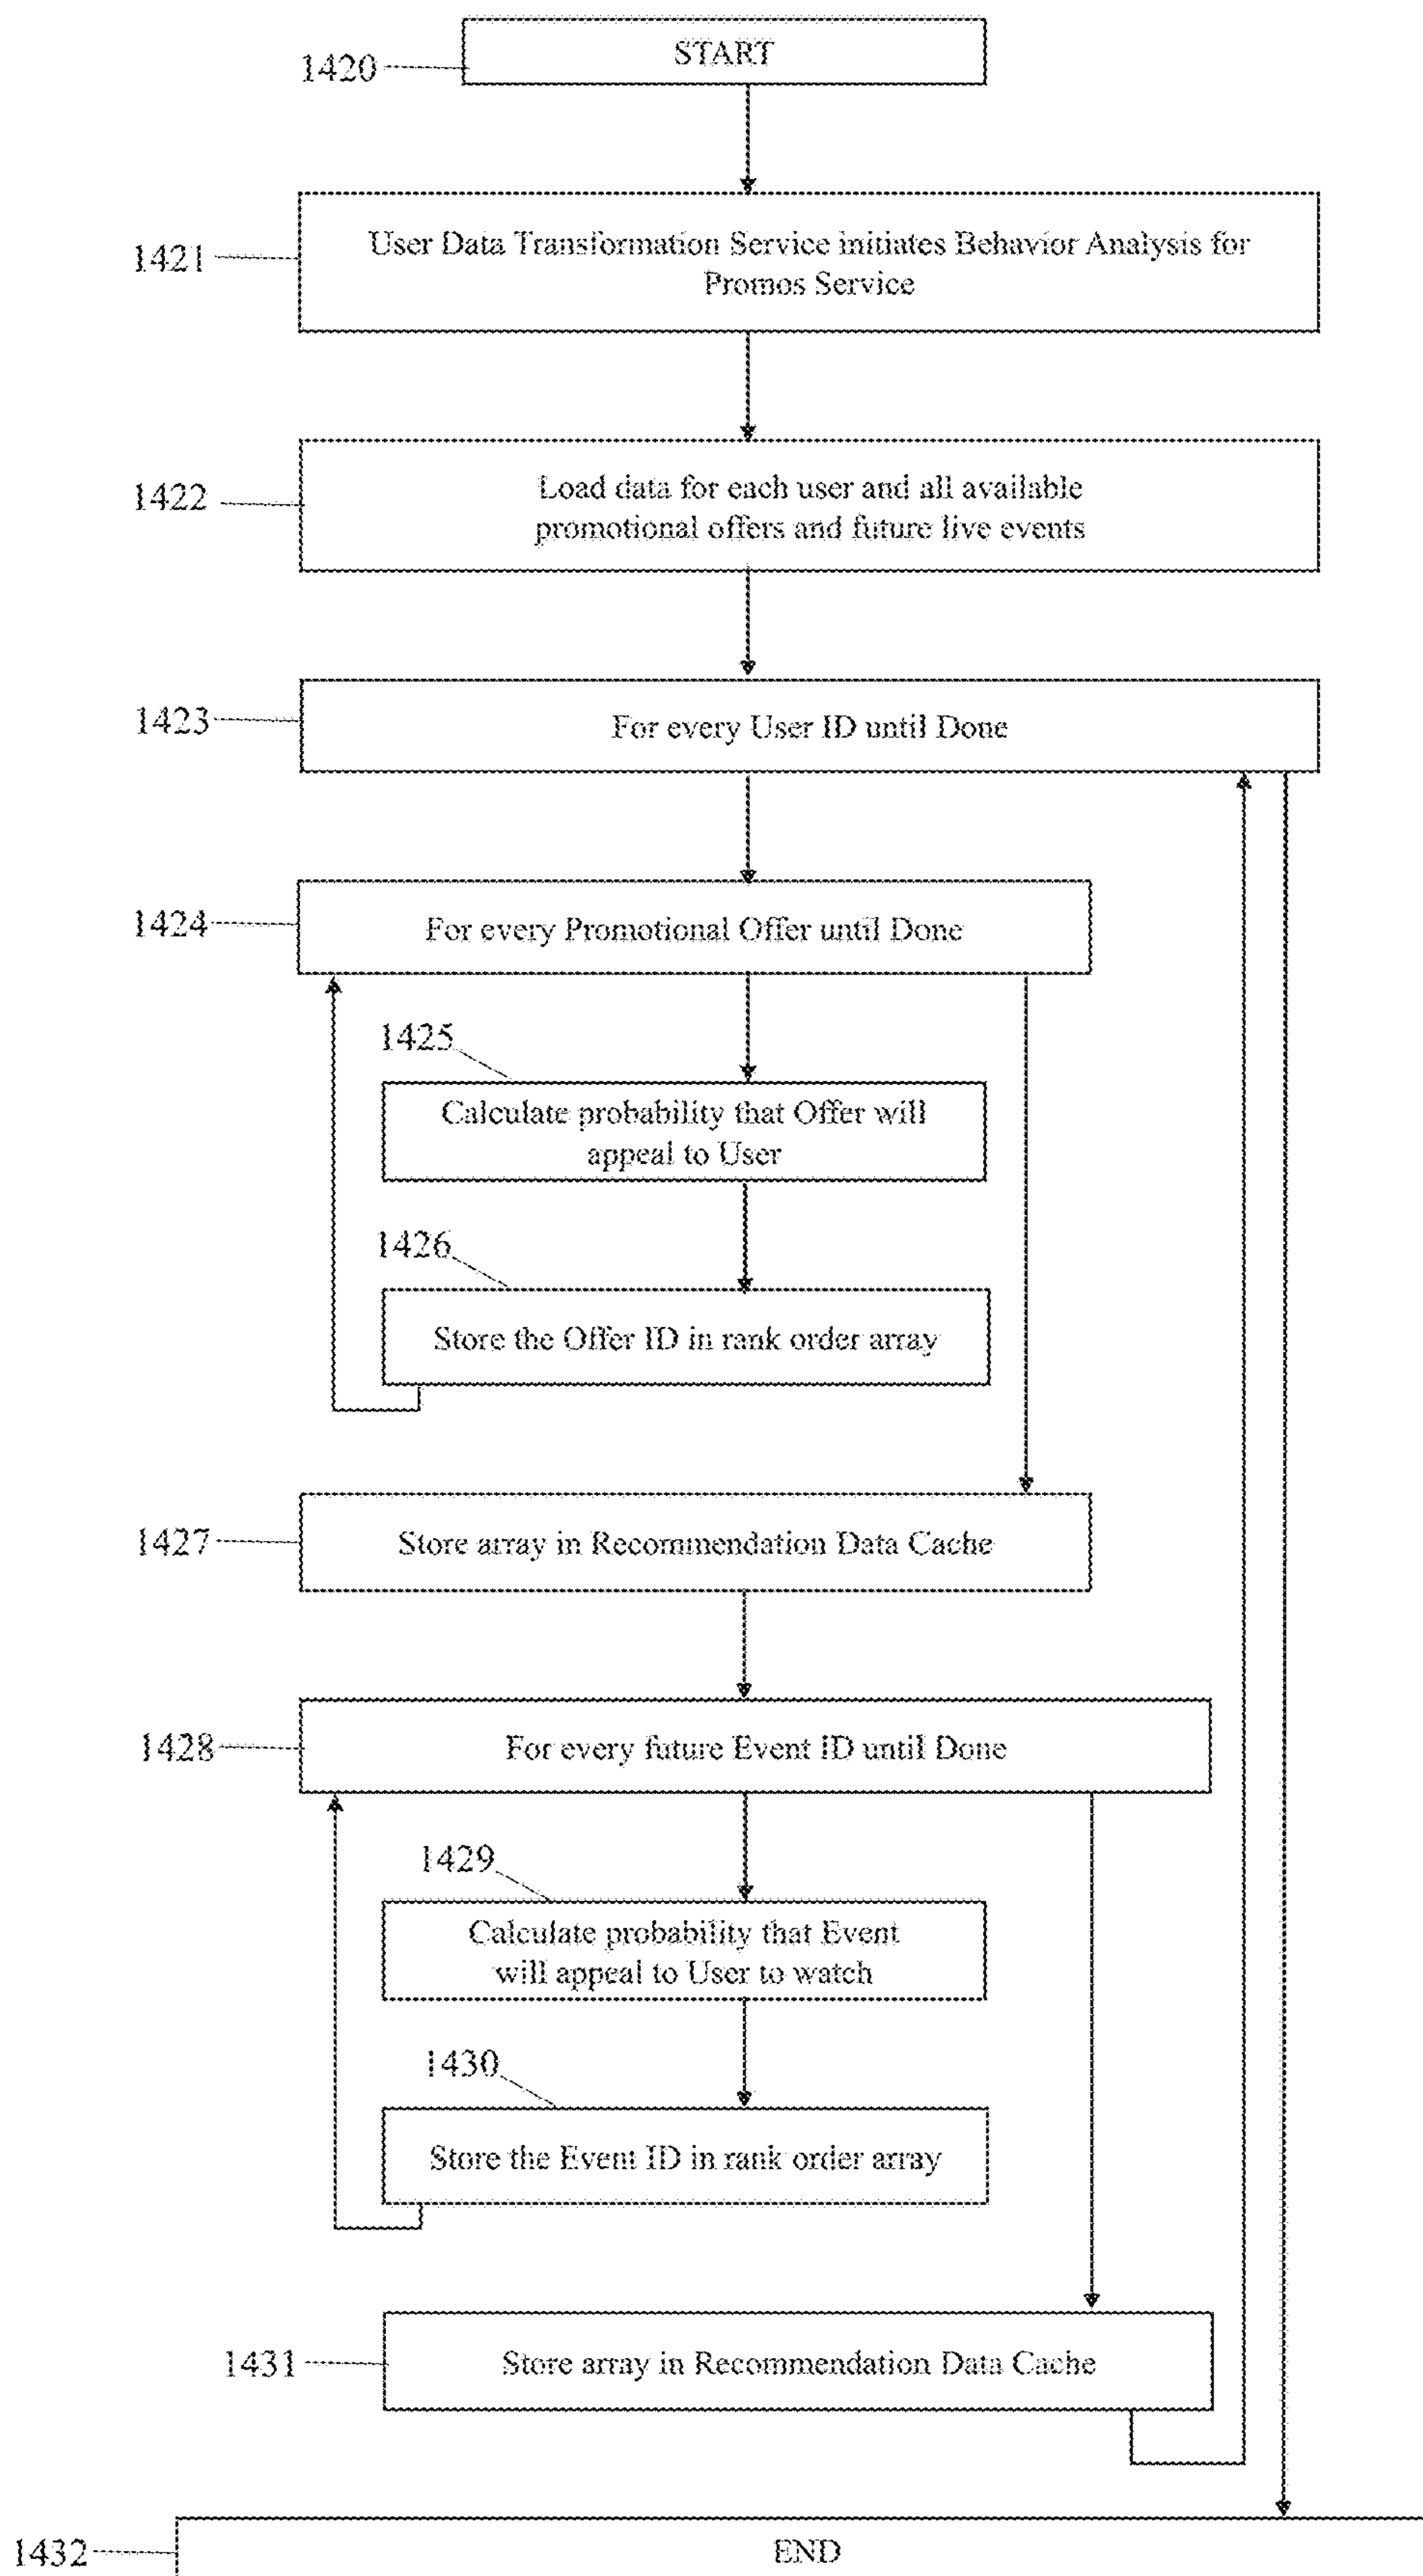 START
1420
1421
User Data Transformation Service initiates Behavior Analysis for
Promos Service
1422
Load data for each user and all available
promotional offers and future live events
1423
For every User ID until Done
1424
For every Promotional Offer until Done
1425
Calculate probability that Offer will
appeal to User
1426
Store the Offer ID in rank order array
1427
Store array in Recommendation Data Cache
1428
For every future Event ID until Done
1429
Calculate probability that Event
will appeal to User to watch
1430
Store the Event ID in rank order array
1431
Store array in Recommendation Data Cache
1432
END